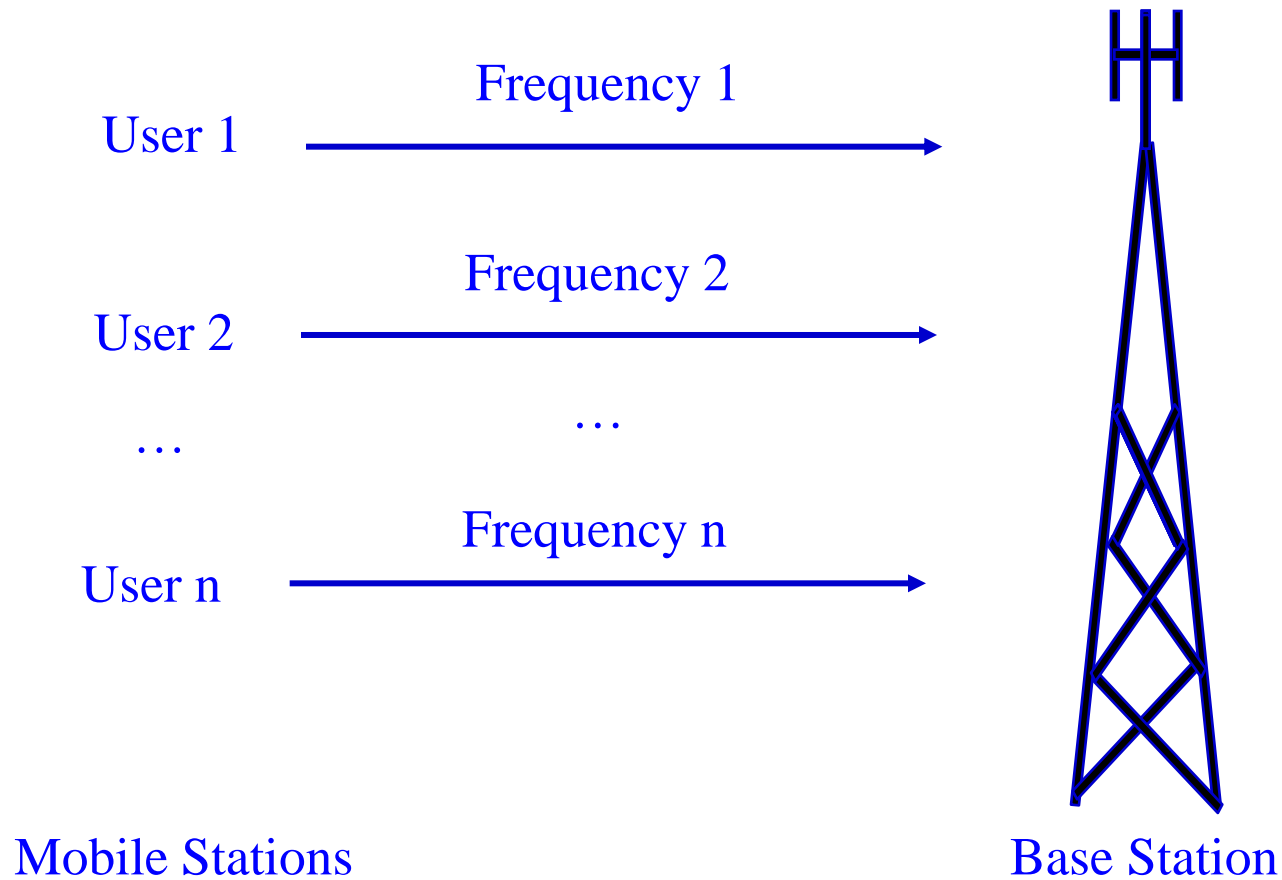 Frequency 1
User 1
Frequency 2
User 2
…
…
Frequency n
User n
Mobile Stations
Base Station